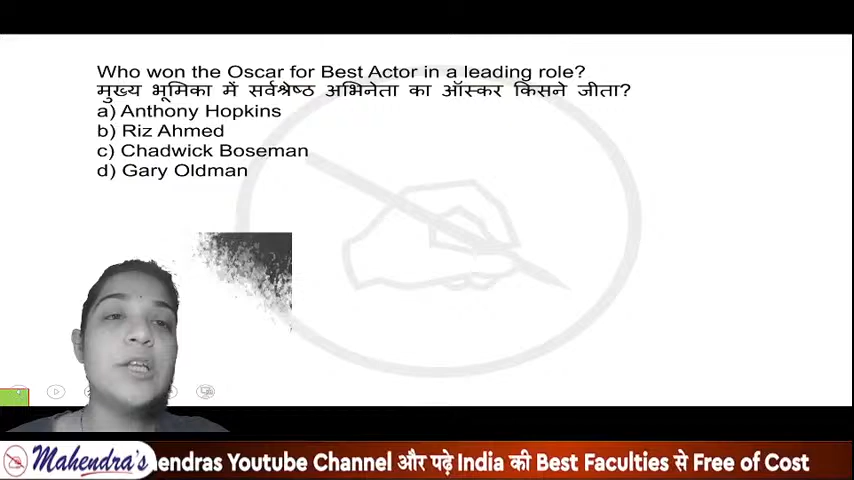 Who won the Oscar for Best Actor in a leading role?
मुख्य भूमिका में सर्वश्रेष्ठ अभिनेता का ऑस्कर किसने जीता?
a) Anthony Hopkins
b) Riz Ahmed
c) Chadwick Boseman
d) Gary Oldman
Mahendra's
endras Youtube Channel और पढ़े India की Best Faculties से Free of Cost